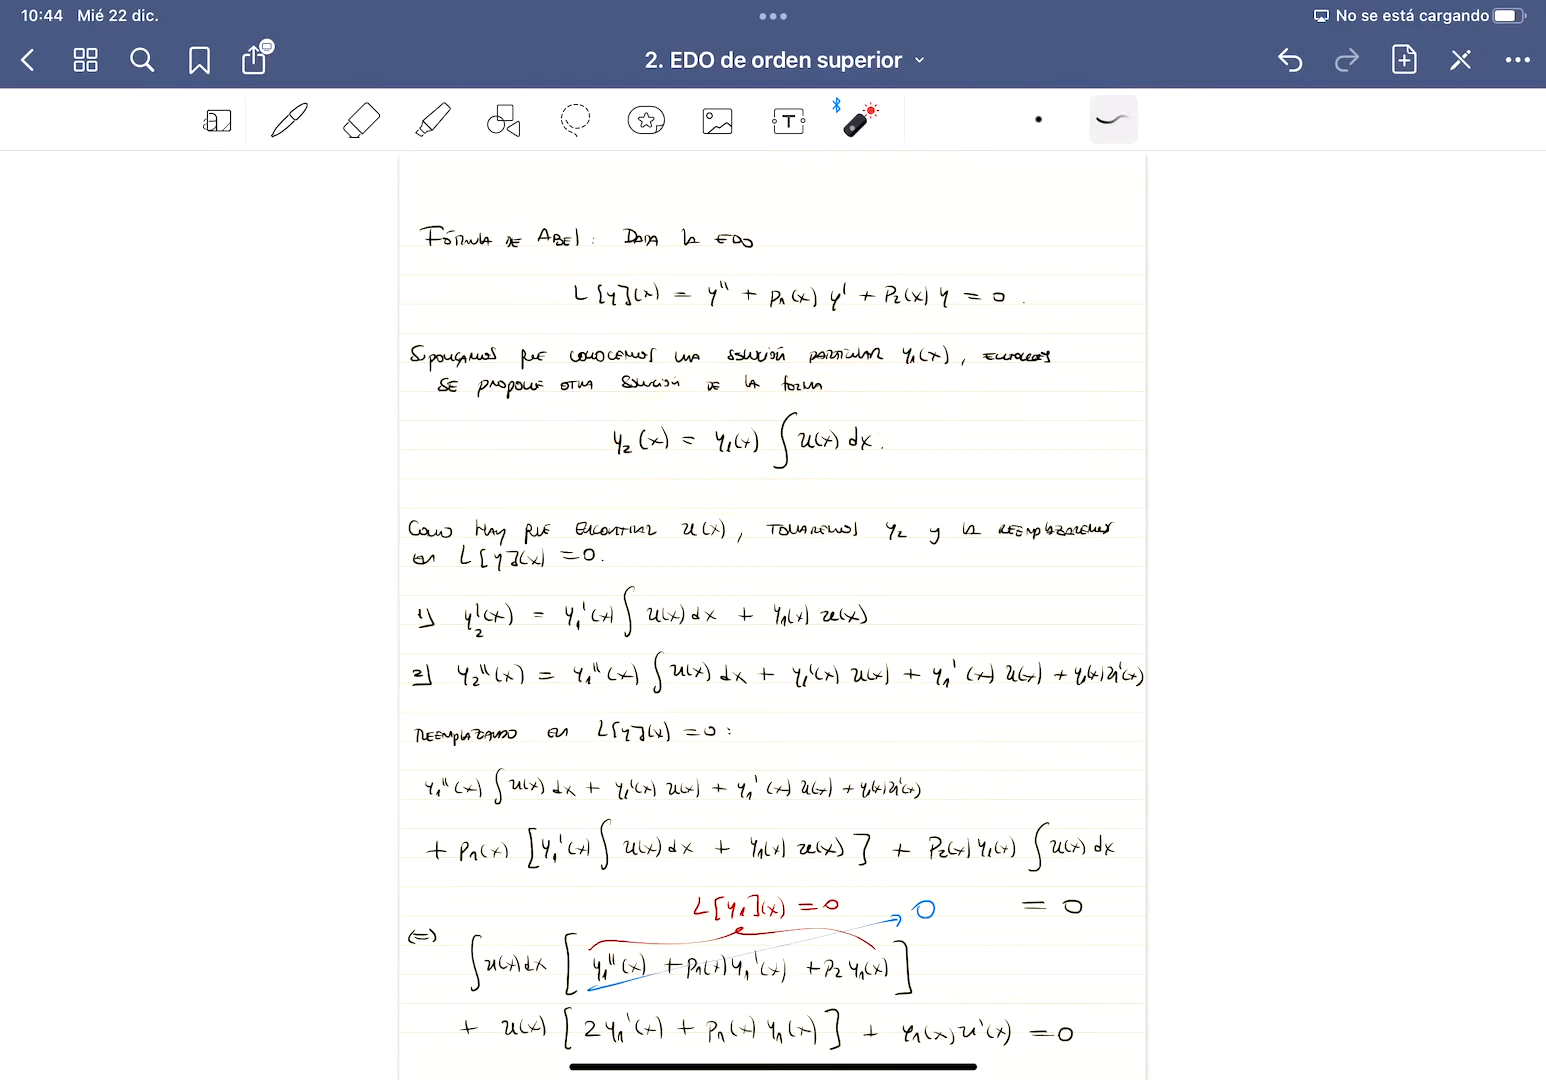 10:44 Mié 22 dic.
No se está cargando
2. EDO de orden superior
T
FÓRMULA DE ABEL: DADA LA EDO
L[y](x) = y'' + p₁(x) y' + p₂(x) y = 0.
SUPONGAMOS QUE CONOCEMOS UNA SOLUCIÓN PARTICULAR y₁(x), ENTONCES
SE PROPONE OTRA SOLUCIÓN DE LA FORMA
y₂(x) = y₁(x) ∫ u(x) dx.
COMO HAY QUE ENCONTRAR u(x), TOMAREMOS y₂ y LA REEMPLAZAREMOS
EN L[y](x) = 0.
1) y₂'(x) = y₁'(x) ∫ u(x) dx + y₁(x) u(x)
2) y₂''(x) = y₁''(x) ∫ u(x) dx + y₁'(x) u(x) + y₁'(x) u(x) + y₁(x) u'(x)
REEMPLAZANDO EN L[y](x) = 0:
y₁''(x) ∫ u(x) dx + y₁'(x) u(x) + y₁'(x) u(x) + y₁(x) u'(x)
+ p₁(x) [y₁'(x) ∫ u(x) dx + y₁(x) u(x)] + p₂(x) y₁(x) ∫ u(x) dx
= 0
L[y₁](x) = 0
0
(=) ∫ u(x) dx [y₁''(x) + p₁(x) y₁'(x) + p₂ y₁(x)]
+ u(x) [2 y₁'(x) + p₁(x) y₁(x)] + y₁(x) u'(x) = 0